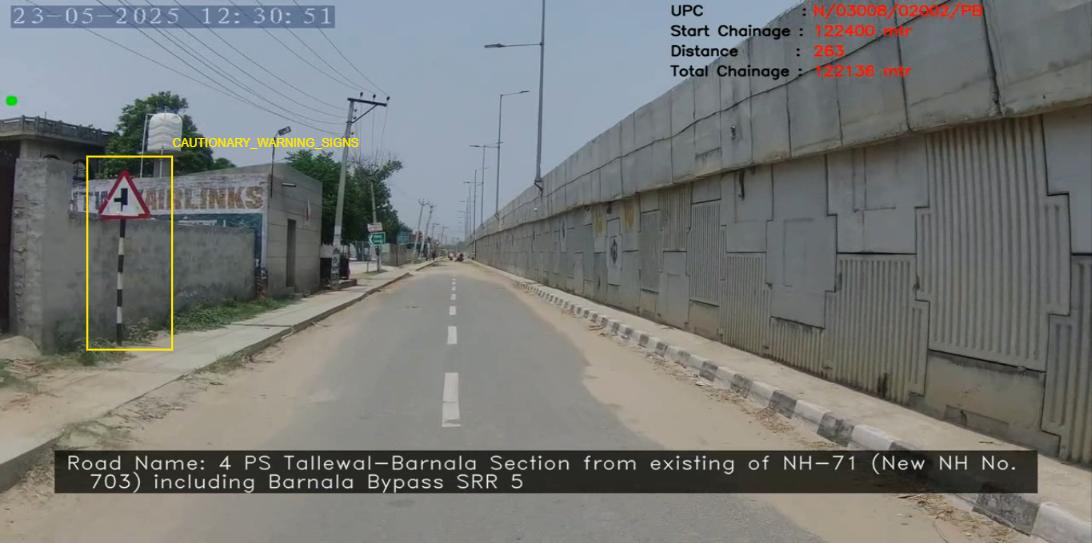 23-05-2025 12:30:51
UPC : N/03008/02002/PB
Start Chainage : 122400 mtr
Distance : 263
Total Chainage : 122136 mtr
CAUTIONARY_WARNING_SIGNS
AIRLINKS
Road Name: 4 PS Tallewal-Barnala Section from existing of NH-71 (New NH No.
703) including Barnala Bypass SRR 5